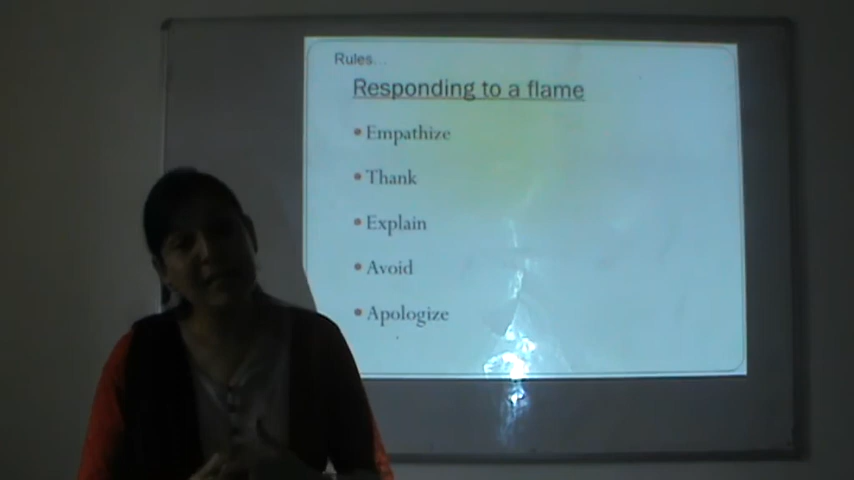 Rules...
Responding to a flame
• Empathize
• Thank
• Explain
• Avoid
• Apologize